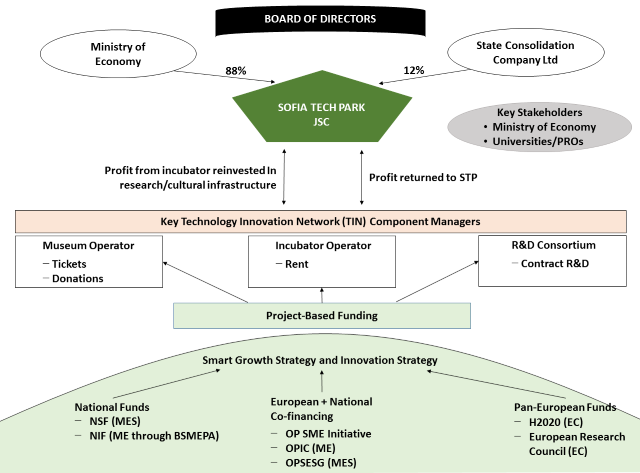 BOARD OF DIRECTORS
Ministry of
Economy
State Consolidation
Company Ltd
88%
12%
SOFIA TECH PARK
JSC
Key Stakeholders
• Ministry of Economy
• Universities/PROs
Profit from incubator reinvested In
research/cultural infrastructure
Profit returned to STP
Key Technology Innovation Network (TIN) Component Managers
Museum Operator
– Tickets
– Donations
Incubator Operator
– Rent
R&D Consortium
– Contract R&D
Project-Based Funding
Smart Growth Strategy and Innovation Strategy
National Funds
– NSF (MES)
– NIF (ME through BSMEPA)
European + National
Co-financing
– OP SME Initiative
– OPIC (ME)
– OPSESG (MES)
Pan-European Funds
– H2020 (EC)
– European Research
Council (EC)